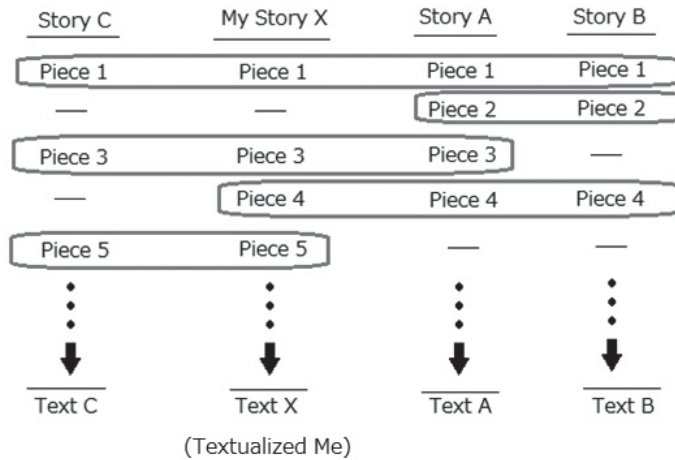 Story C My Story X Story A Story B
Piece 1 Piece 1 Piece 1 Piece 1
— — Piece 2 Piece 2
Piece 3 Piece 3 Piece 3 —
— Piece 4 Piece 4 Piece 4
Piece 5 Piece 5 — —
Text C Text X Text A Text B
(Textualized Me)